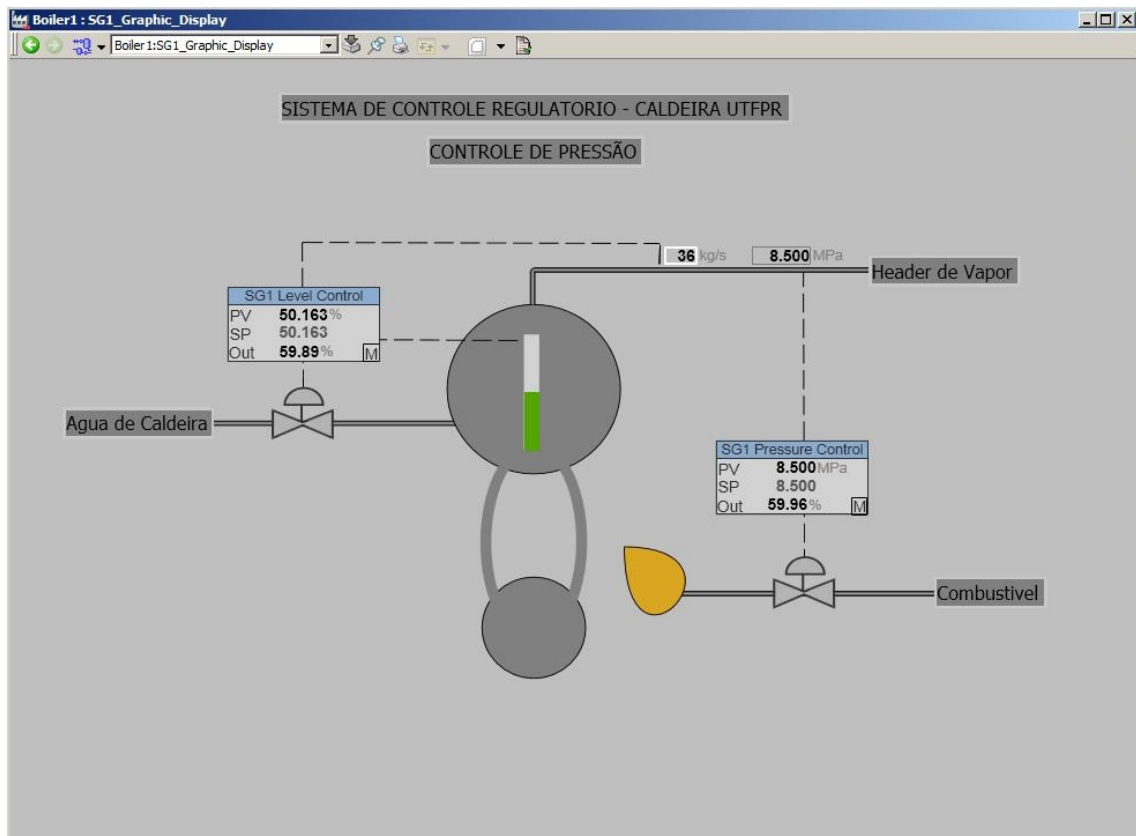 Boiler1 : SG1_Graphic_Display
Boiler1:SG1_Graphic_Display
SISTEMA DE CONTROLE REGULATORIO - CALDEIRA UTFPR
CONTROLE DE PRESSÃO
36 kg/s 8.500 MPa
Header de Vapor
SG1 Level Control
PV 50.163 %
SP 50.163
Out 59.89 % M
Agua de Caldeira
SG1 Pressure Control
PV 8.500 MPa
SP 8.500
Out 59.96 % M
Combustivel